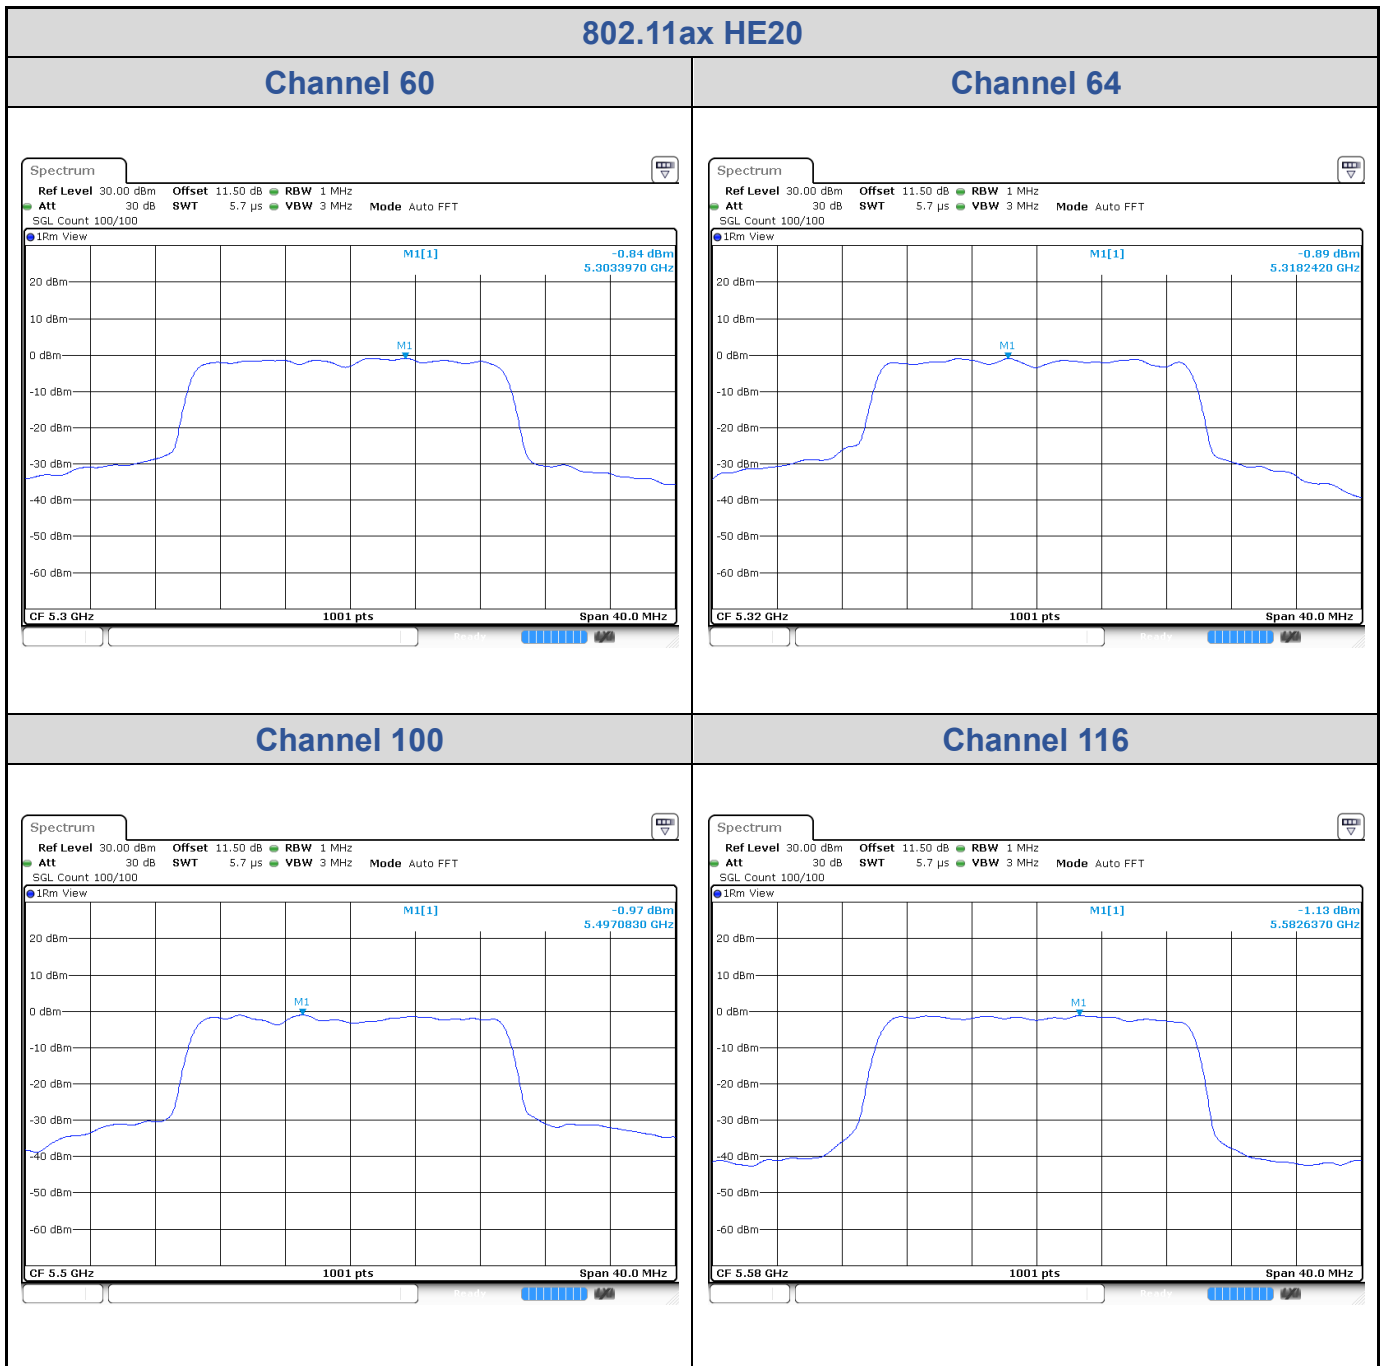 802.11ax HE20
Channel 60
Channel 64
Spectrum
Ref Level 30.00 dBm Offset 11.50 dB RBW 1 MHz
Att 30 dB SWT 5.7 µs VBW 3 MHz Mode Auto FFT
SGL Count 100/100
1Rm View
M1[1] -0.84 dBm
5.3033970 GHz
20 dBm
10 dBm
M1
0 dBm
-10 dBm
-20 dBm
-30 dBm
-40 dBm
-50 dBm
-60 dBm
CF 5.3 GHz 1001 pts Span 40.0 MHz
Ready
Spectrum
Ref Level 30.00 dBm Offset 11.50 dB RBW 1 MHz
Att 30 dB SWT 5.7 µs VBW 3 MHz Mode Auto FFT
SGL Count 100/100
1Rm View
M1[1] -0.89 dBm
5.3182420 GHz
20 dBm
10 dBm
M1
0 dBm
-10 dBm
-20 dBm
-30 dBm
-40 dBm
-50 dBm
-60 dBm
CF 5.32 GHz 1001 pts Span 40.0 MHz
Ready
Channel 100
Channel 116
Spectrum
Ref Level 30.00 dBm Offset 11.50 dB RBW 1 MHz
Att 30 dB SWT 5.7 µs VBW 3 MHz Mode Auto FFT
SGL Count 100/100
1Rm View
M1[1] -0.97 dBm
5.4970830 GHz
20 dBm
10 dBm
M1
0 dBm
-10 dBm
-20 dBm
-30 dBm
-40 dBm
-50 dBm
-60 dBm
CF 5.5 GHz 1001 pts Span 40.0 MHz
Ready
Spectrum
Ref Level 30.00 dBm Offset 11.50 dB RBW 1 MHz
Att 30 dB SWT 5.7 µs VBW 3 MHz Mode Auto FFT
SGL Count 100/100
1Rm View
M1[1] -1.13 dBm
5.5826370 GHz
20 dBm
10 dBm
M1
0 dBm
-10 dBm
-20 dBm
-30 dBm
-40 dBm
-50 dBm
-60 dBm
CF 5.58 GHz 1001 pts Span 40.0 MHz
Ready